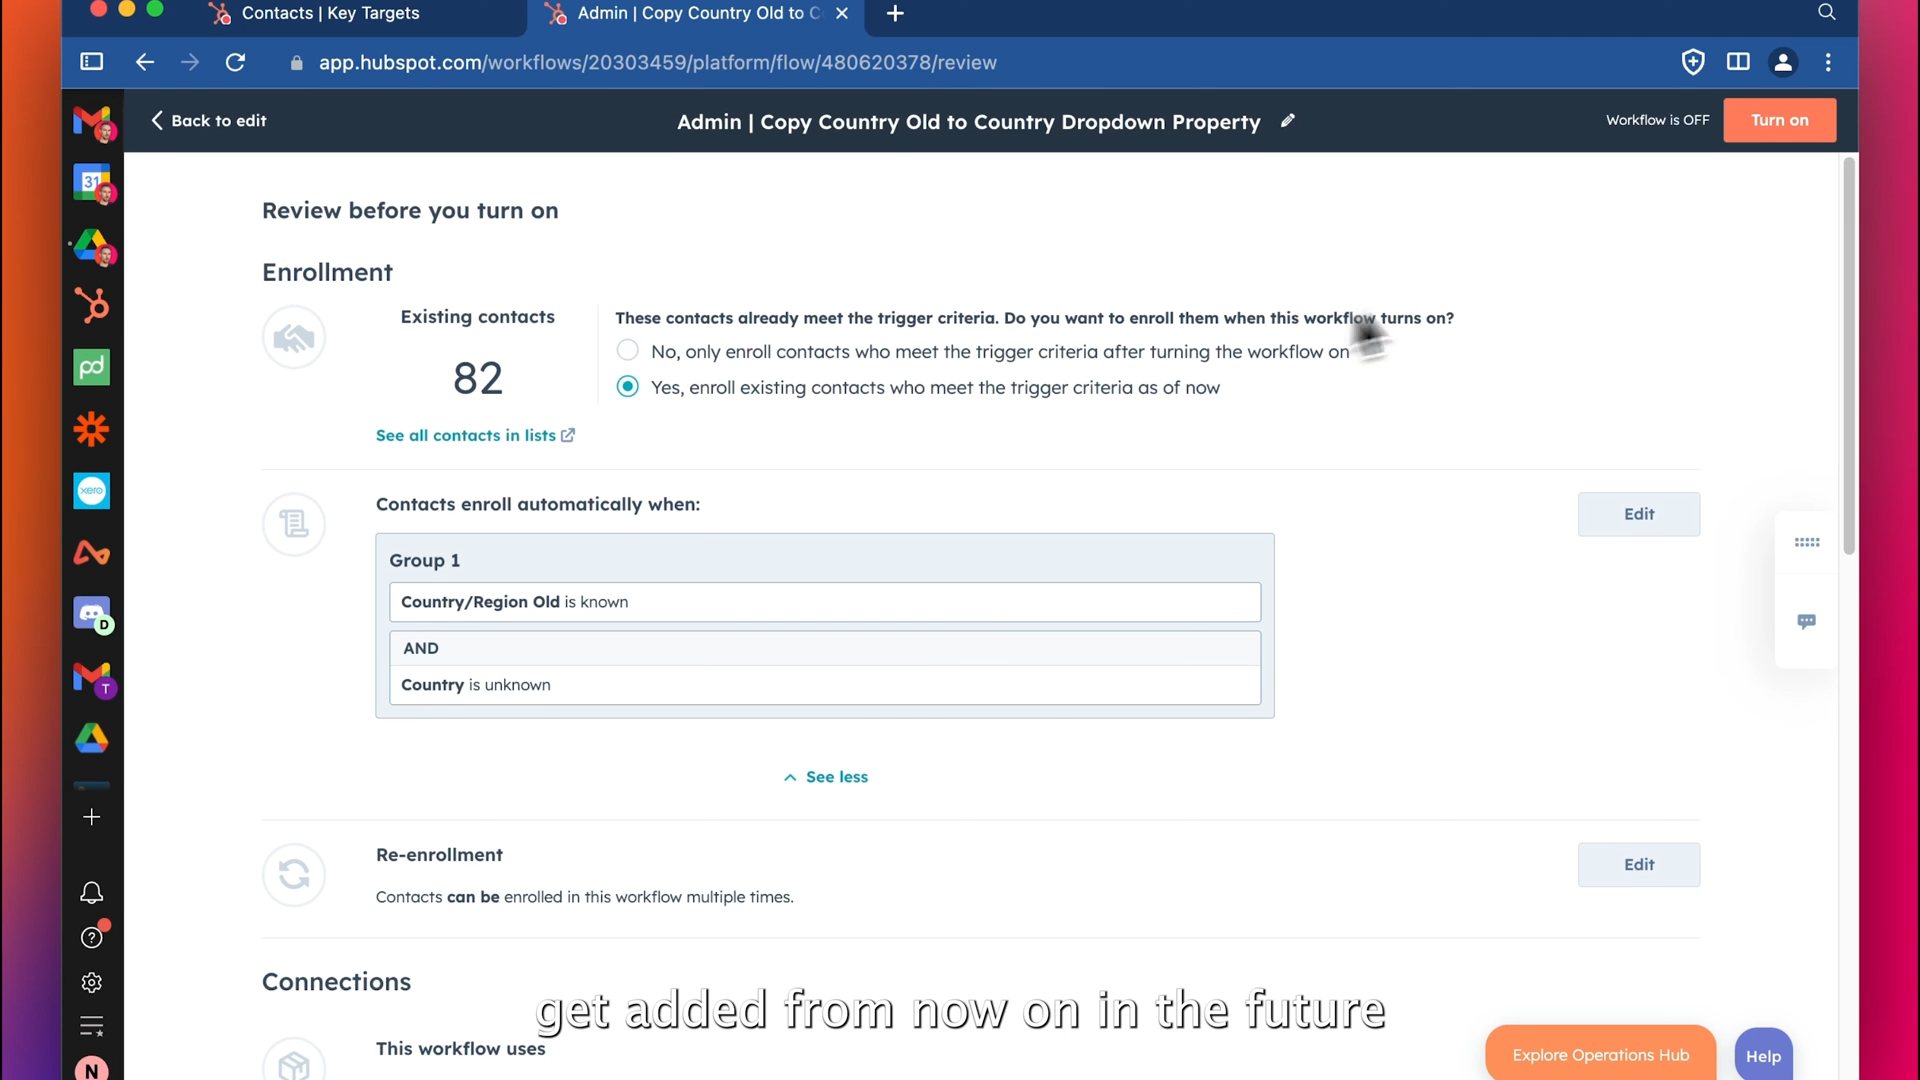 Contacts | Key Targets
Admin | Copy Country Old to C
app.hubspot.com/workflows/20303459/platform/flow/480620378/review
Back to edit
Admin | Copy Country Old to Country Dropdown Property
Workflow is OFF
Turn on
Review before you turn on
Enrollment
Existing contacts
82
See all contacts in lists
These contacts already meet the trigger criteria. Do you want to enroll them when this workflow turns on?
No, only enroll contacts who meet the trigger criteria after turning the workflow on
Yes, enroll existing contacts who meet the trigger criteria as of now
Contacts enroll automatically when:
Edit
Group 1
Country/Region Old is known
AND
Country is unknown
See less
Re-enrollment
Contacts can be enrolled in this workflow multiple times.
Edit
Connections
get added from now on in the future
This workflow uses
Explore Operations Hub
Help
31
pd
xero
D
T
N